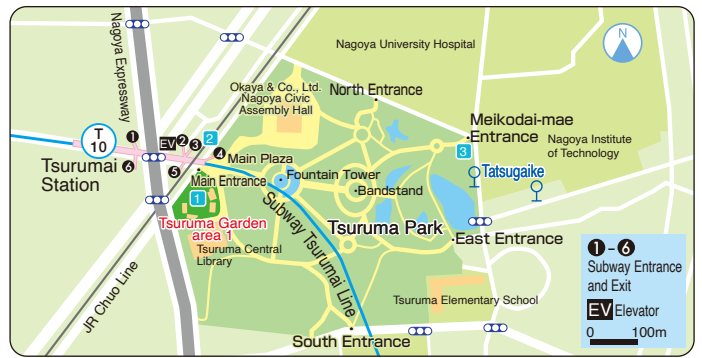 Nagoya Expressway
Nagoya University Hospital
N
Okaya & Co., Ltd.
Nagoya Civic
Assembly Hall
North Entrance
Meikodai-mae
Entrance
3
Nagoya Institute
of Technology
T
10
1
EV 2 3
2
4
Main Plaza
Tsurumai
Station
6
5
Main Entrance
1
Fountain Tower
Bandstand
Tatsugaike
Tsuruma Garden
area 1
Tsuruma Park
Subway Tsurumai Line
East Entrance
Tsuruma Central
Library
JR Chuo Line
Tsuruma Elementary School
South Entrance
1-6
Subway Entrance
and Exit
EV Elevator
0 100m